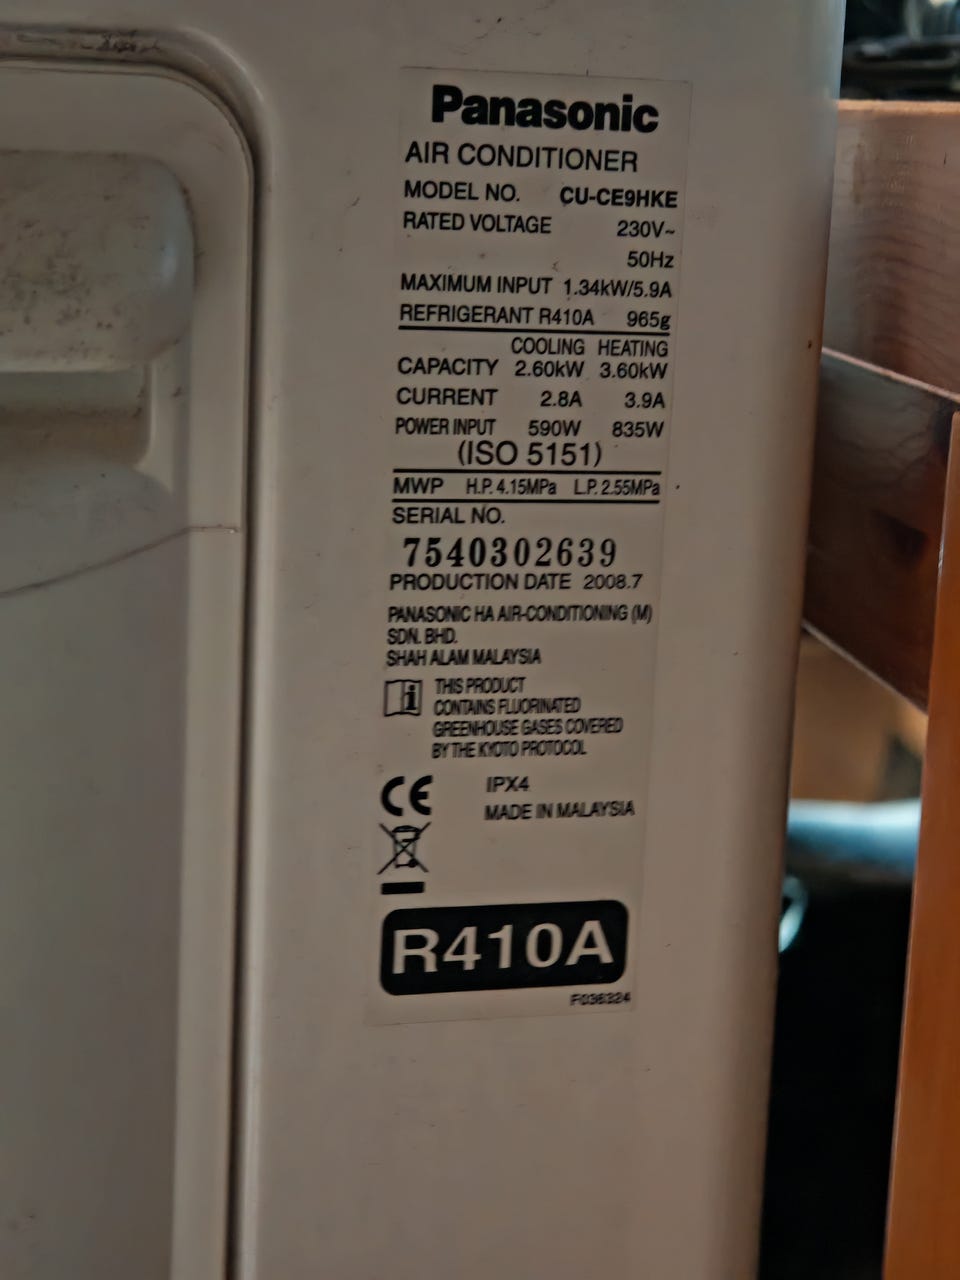 Panasonic
AIR CONDITIONER
MODEL NO. CU-CE9HKE
RATED VOLTAGE 230V~
50Hz
MAXIMUM INPUT 1.34kW/5.9A
REFRIGERANT R410A 965g
COOLING HEATING
CAPACITY 2.60kW 3.60kW
CURRENT 2.8A 3.9A
POWER INPUT 590W 835W
(ISO 5151)
MWP H.P. 4.15MPa L.P. 2.55MPa
SERIAL NO.
7540302639
PRODUCTION DATE 2008.7
PANASONIC HA AIR-CONDITIONING (M)
SDN. BHD.
SHAH ALAM MALAYSIA
i THIS PRODUCT
CONTAINS FLUORINATED
GREENHOUSE GASES COVERED
BY THE KYOTO PROTOCOL
CE IPX4
MADE IN MALAYSIA
R410A
F036324